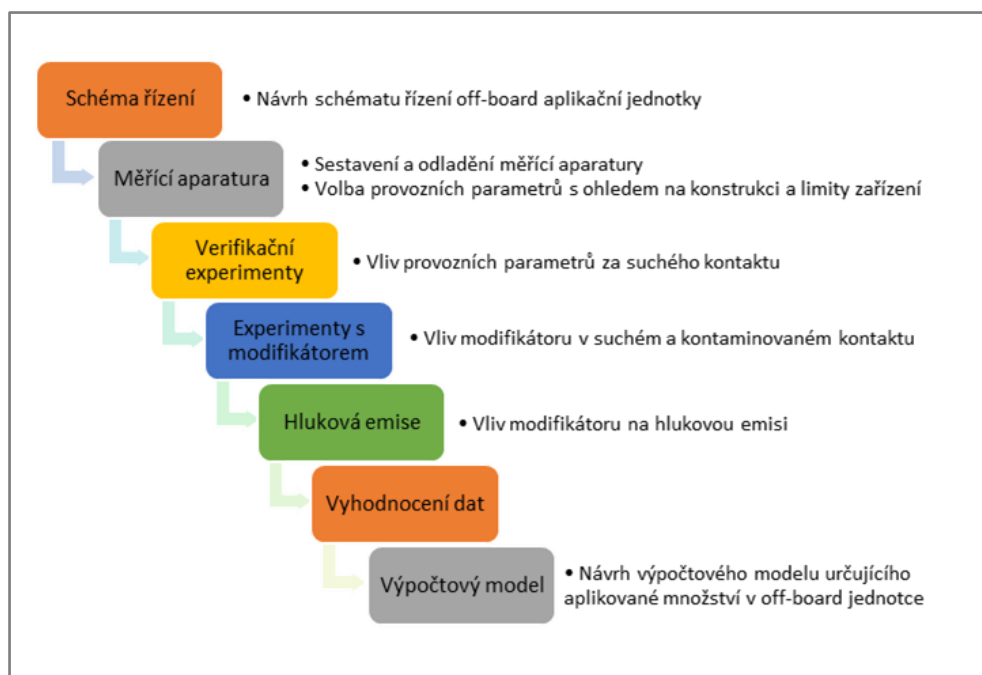 Schéma řízení
• Návrh schématu řízení off-board aplikační jednotky
Měřící aparatura
• Sestavení a odladění měřící aparatury
• Volba provozních parametrů s ohledem na konstrukci a limity zařízení
Verifikační
experimenty
• Vliv provozních parametrů za suchého kontaktu
Experimenty s
modifikátorem
• Vliv modifikátoru v suchém a kontaminovaném kontaktu
Hluková emise
• Vliv modifikátoru na hlukovou emisi
Vyhodnocení dat
Výpočtový model
• Návrh výpočtového modelu určujícího
aplikované množství v off-board jednotce